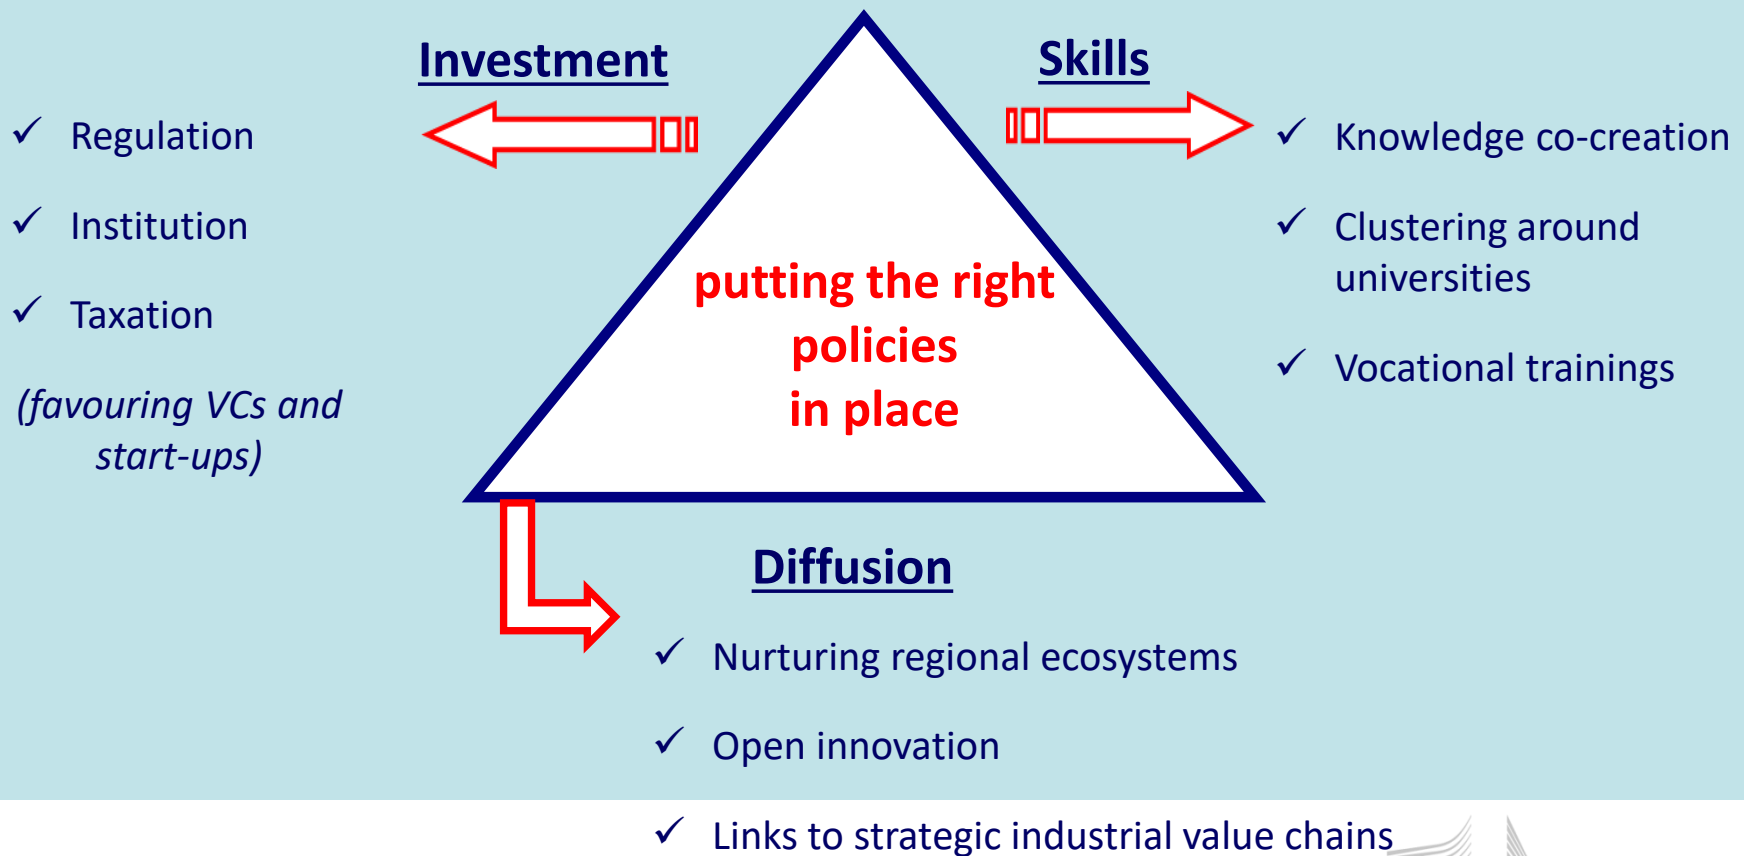 Investment
✓ Regulation
✓ Institution
✓ Taxation
(favouring VCs and
start-ups)
Skills
✓ Knowledge co-creation
✓ Clustering around
universities
✓ Vocational trainings
putting the right
policies
in place
Diffusion
✓ Nurturing regional ecosystems
✓ Open innovation
✓ Links to strategic industrial value chains